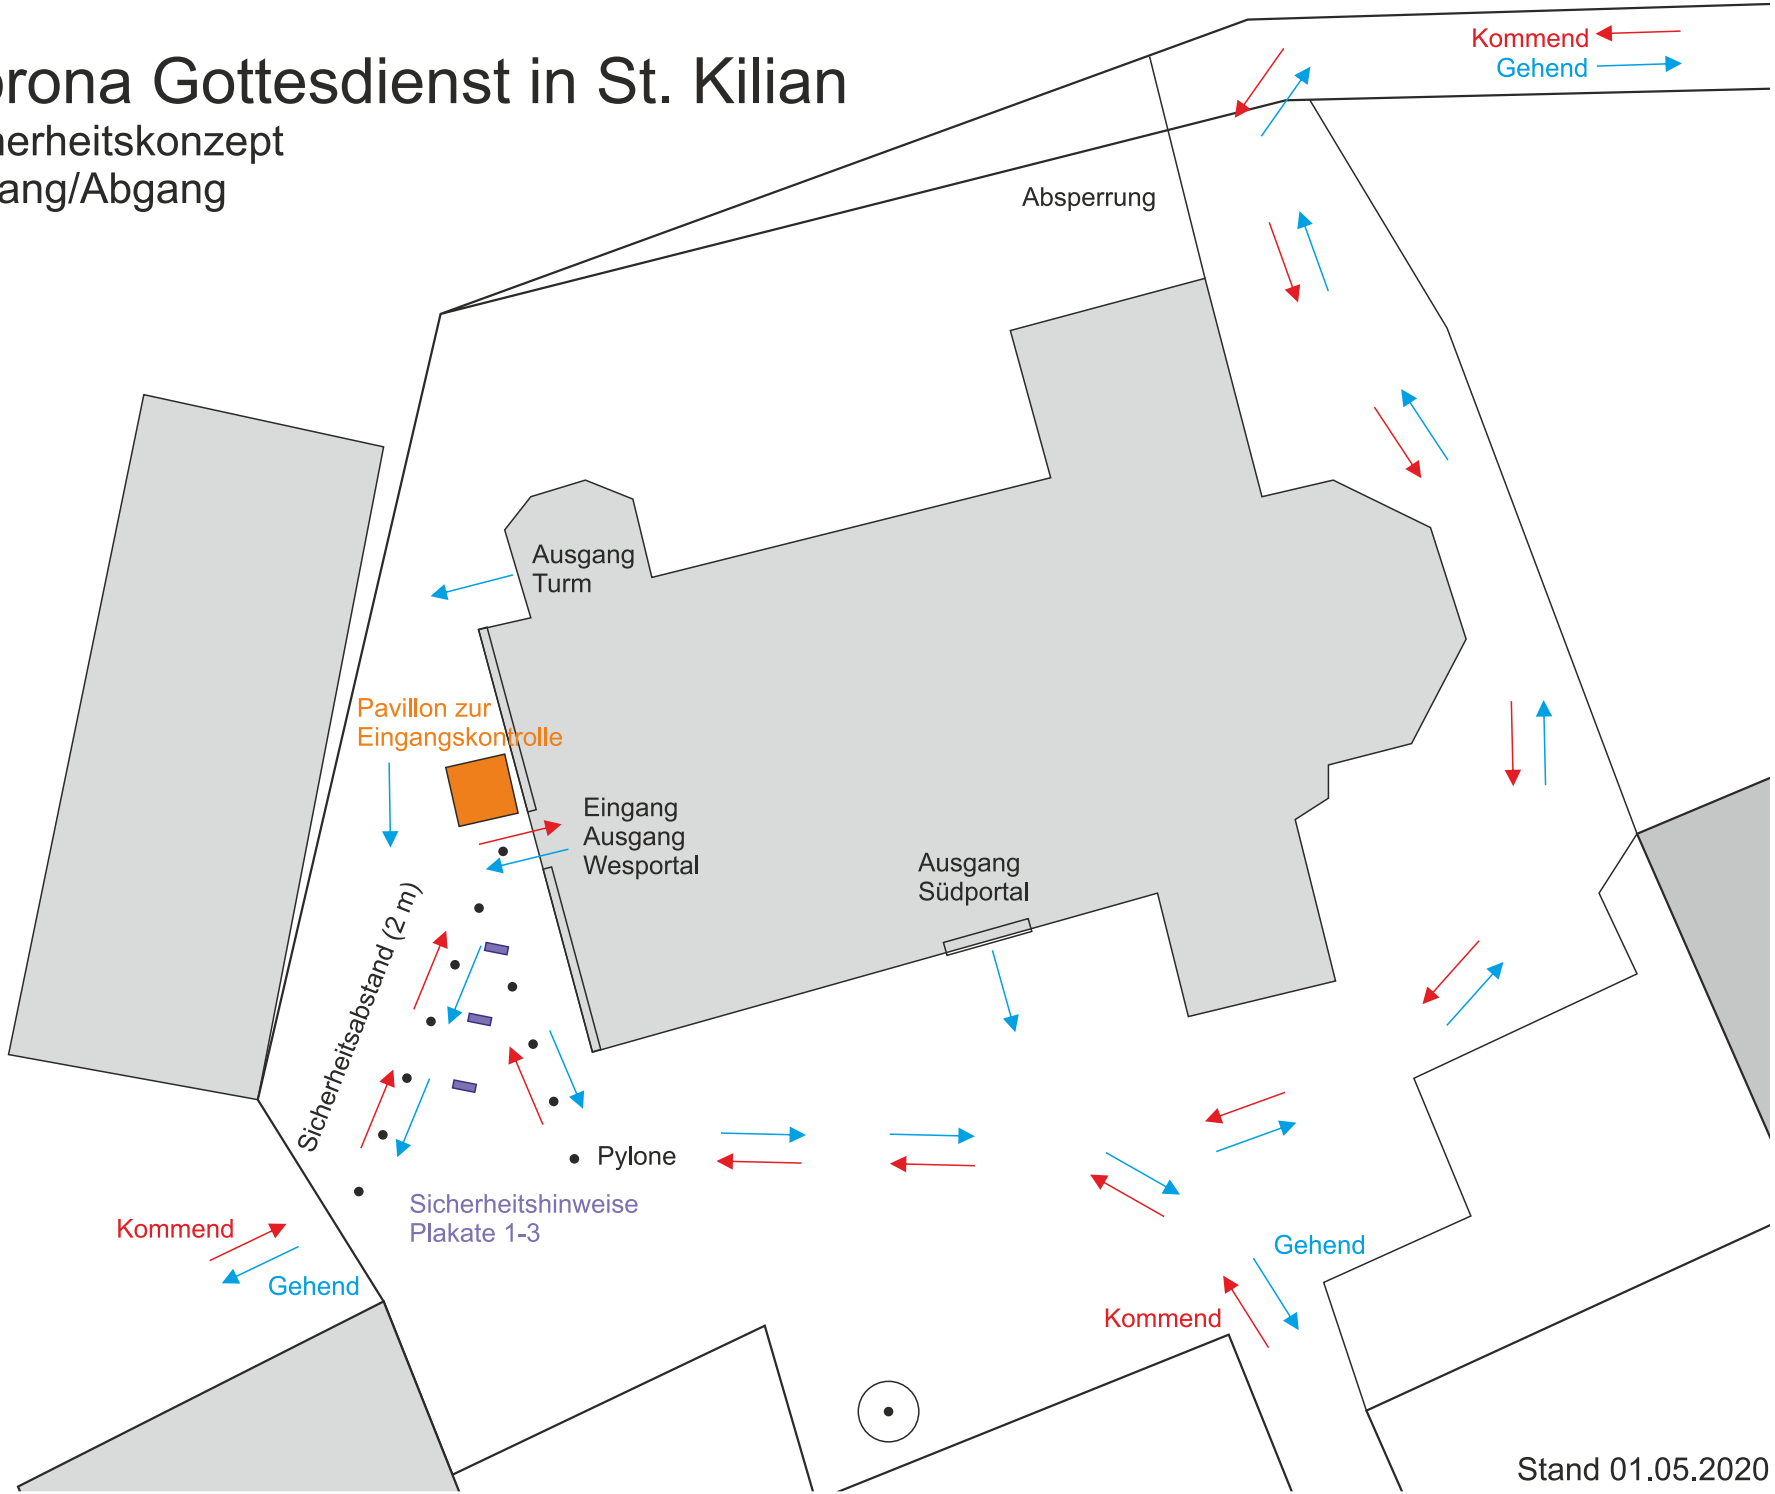 orona Gottesdienst in St. Kilian
herheitskonzept
ang/Abgang
Kommend
Gehend
Absperrung
Ausgang
Turm
Pavillon zur
Eingangskontrolle
Eingang
Ausgang
Wesportal
Ausgang
Südportal
Sicherheitsabstand (2 m)
Pylone
Sicherheitshinweise
Plakate 1-3
Kommend
Gehend
Gehend
Kommend
Stand 01.05.2020